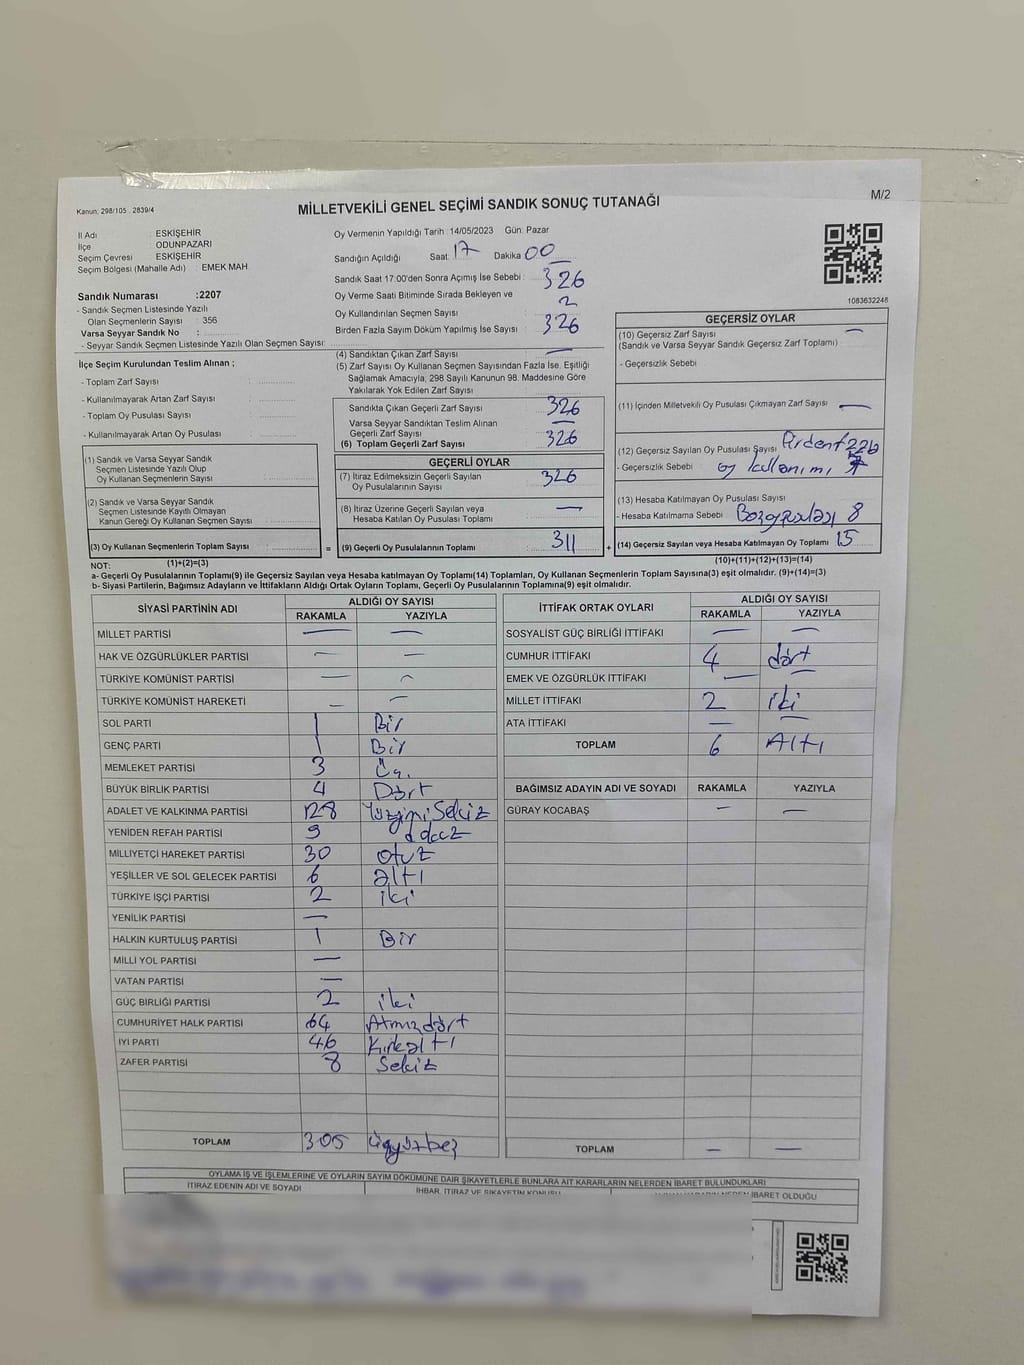 Kanun: 298/105 . 2839/4
M/2
MİLLETVEKİLİ GENEL SEÇİMİ SANDIK SONUÇ TUTANAĞI
İl Adı : ESKİŞEHİR
İlçe : ODUNPAZARI
Seçim Çevresi : ESKİŞEHİR
Seçim Bölgesi (Mahalle Adı) : EMEK MAH.
Sandık Numarası :2207
- Sandık Seçmen Listesinde Yazılı
Olan Seçmenlerin Sayısı : 356
Varsa Seyyar Sandık No :
- Seyyar Sandık Seçmen Listesinde Yazılı Olan Seçmen Sayısı:
İlçe Seçim Kurulundan Teslim Alınan ;
- Toplam Zarf Sayısı :
- Kullanılmayarak Artan Zarf Sayısı :
- Toplam Oy Pusulası Sayısı :
- Kullanılmayarak Artan Oy Pusulası :
(1) Sandık ve Varsa Seyyar Sandık
Seçmen Listesinde Yazılı Olup
Oy Kullanan Seçmenlerin Sayısı :
(2) Sandık ve Varsa Seyyar Sandık
Seçmen Listesinde Kayıtlı Olmayan
Kanun Gereği Oy Kullanan Seçmen Sayısı :
(3) Oy Kullanan Seçmenlerin Toplam Sayısı :
(1)+(2)=(3)
Oy Vermenin Yapıldığı Tarih :14/05/2023 Gün: Pazar
Sandığın Açıldığı Saat: 17 Dakika 00
Sandık Saat 17:00'den Sonra Açılmış İse Sebebi : —
Oy Verme Saati Bitiminde Sırada Bekleyen ve 326
Oy Kullandırılan Seçmen Sayısı : 2
Birden Fazla Sayım Döküm Yapılmış İse Sayısı : 326
(4) Sandıktan Çıkan Zarf Sayısı : —
(5) Zarf Sayısı Oy Kullanan Seçmen Sayısından Fazla İse, Eşitliği
Sağlamak Amacıyla, 298 Sayılı Kanunun 98. Maddesine Göre
Yakılarak Yok Edilen Zarf Sayısı :
Sandıkta Çıkan Geçerli Zarf Sayısı : 326
Varsa Seyyar Sandıktan Teslim Alınan
Geçerli Zarf Sayısı : —
(6) Toplam Geçerli Zarf Sayısı : 326
GEÇERLİ OYLAR
(7) İtiraz Edilmeksizin Geçerli Sayılan
Oy Pusulalarının Sayısı : 326
(8) İtiraz Üzerine Geçerli Sayılan veya
Hesaba Katılan Oy Pusulası Toplamı : —
= (9) Geçerli Oy Pusulalarının Toplamı : 311
1083632248
GEÇERSİZ OYLAR
(10) Geçersiz Zarf Sayısı —
(Sandık ve Varsa Seyyar Sandık Geçersiz Zarf Toplamı) :
- Geçersizlik Sebebi
(11) İçinden Milletvekili Oy Pusulası Çıkmayan Zarf Sayısı —
(12) Geçersiz Sayılan Oy Pusulası Sayısı
- Geçersizlik Sebebi oy kullanımı 7
(13) Hesaba Katılmayan Oy Pusulası Sayısı
- Hesaba Katılmama Sebebi 8
+ (14) Geçersiz Sayılan veya Hesaba Katılmayan Oy Toplamı 15
(10)+(11)+(12)+(13)=(14)
NOT:
a- Geçerli Oy Pusulalarının Toplamı(9) ile Geçersiz Sayılan veya Hesaba katılmayan Oy Toplamı(14) Toplamları, Oy Kullanan Seçmenlerin Toplam Sayısına(3) eşit olmalıdır. (9)+(14)=(3)
b- Siyasi Partilerin, Bağımsız Adayların ve İttifakların Aldığı Ortak Oyların Toplamı, Geçerli Oy Pusulalarının Toplamına(9) eşit olmalıdır.
SİYASİ PARTİNİN ADI ALDIĞI OY SAYISI
RAKAMLA YAZIYLA
MİLLET PARTİSİ — —
HAK VE ÖZGÜRLÜKLER PARTİSİ — —
TÜRKİYE KOMÜNİST PARTİSİ — —
TÜRKİYE KOMÜNİST HAREKETİ — —
SOL PARTİ 1 Bir
GENÇ PARTİ 1 Bir
MEMLEKET PARTİSİ 3 Üç
BÜYÜK BİRLİK PARTİSİ 4 Dört
ADALET VE KALKINMA PARTİSİ 128 Yüzyirmi Sekiz
YENİDEN REFAH PARTİSİ 9 dokuz
MİLLİYETÇİ HAREKET PARTİSİ 30 otuz
YEŞİLLER VE SOL GELECEK PARTİSİ 6 altı
TÜRKİYE İŞÇİ PARTİSİ 2 iki
YENİLİK PARTİSİ —
HALKIN KURTULUŞ PARTİSİ 1 Bir
MİLLİ YOL PARTİSİ —
VATAN PARTİSİ —
GÜÇ BİRLİĞİ PARTİSİ 2 iki
CUMHURİYET HALK PARTİSİ 64 Atmışdört
İYİ PARTİ 46 Kırkaltı
ZAFER PARTİSİ 8 Sekiz
TOPLAM 305 üçyüzbeş
İTTİFAK ORTAK OYLARI ALDIĞI OY SAYISI
RAKAMLA YAZIYLA
SOSYALİST GÜÇ BİRLİĞİ İTTİFAKI — —
CUMHUR İTTİFAKI 4 dört
EMEK VE ÖZGÜRLÜK İTTİFAKI — —
MİLLET İTTİFAKI 2 iki
ATA İTTİFAKI — —
TOPLAM 6 Altı
BAĞIMSIZ ADAYIN ADI VE SOYADI RAKAMLA YAZIYLA
GÜRAY KOCABAŞ — —
TOPLAM — —
OYLAMA İŞ VE İŞLEMLERİNE VE OYLARIN SAYIM DÖKÜMÜNE DAİR ŞİKAYETLERLE BUNLARA AİT KARARLARIN NELERDEN İBARET BULUNDUKLARI
İTİRAZ EDENİN ADI VE SOYADI İHBAR, İTİRAZ VE ŞİKAYETİN KONUSU İBARET OLDUĞU